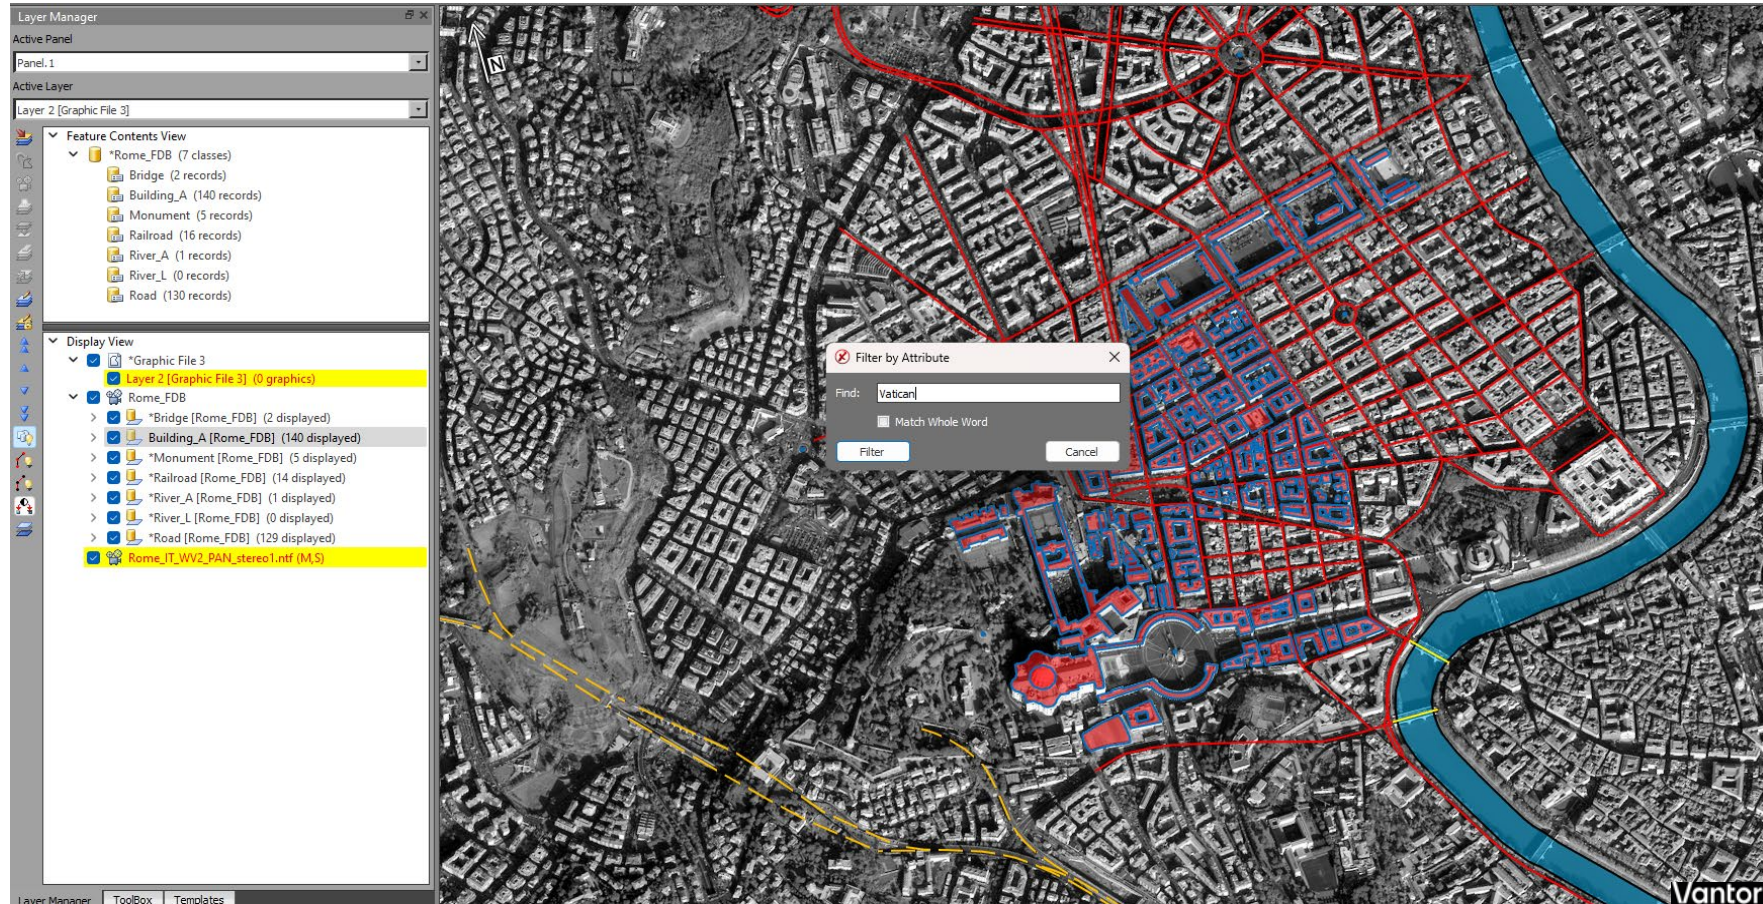 Layer Manager
Active Panel
Panel.1
Active Layer
Layer 2 [Graphic File 3]
Feature Contents View
*Rome_FDB (7 classes)
Bridge (2 records)
Building_A (140 records)
Monument (5 records)
Railroad (16 records)
River_A (1 records)
River_L (0 records)
Road (130 records)
Display View
*Graphic File 3
Layer 2 [Graphic File 3] (0 graphics)
Rome_FDB
*Bridge [Rome_FDB] (2 displayed)
Building_A [Rome_FDB] (140 displayed)
*Monument [Rome_FDB] (5 displayed)
*Railroad [Rome_FDB] (14 displayed)
*River_A [Rome_FDB] (1 displayed)
*River_L [Rome_FDB] (0 displayed)
*Road [Rome_FDB] (129 displayed)
Rome_IT_WV2_PAN_stereo1.ntf (M,S)
Layer Manager
ToolBox
Templates
N
Filter by Attribute
Find:
Vatican
Match Whole Word
Filter
Cancel
Vantor